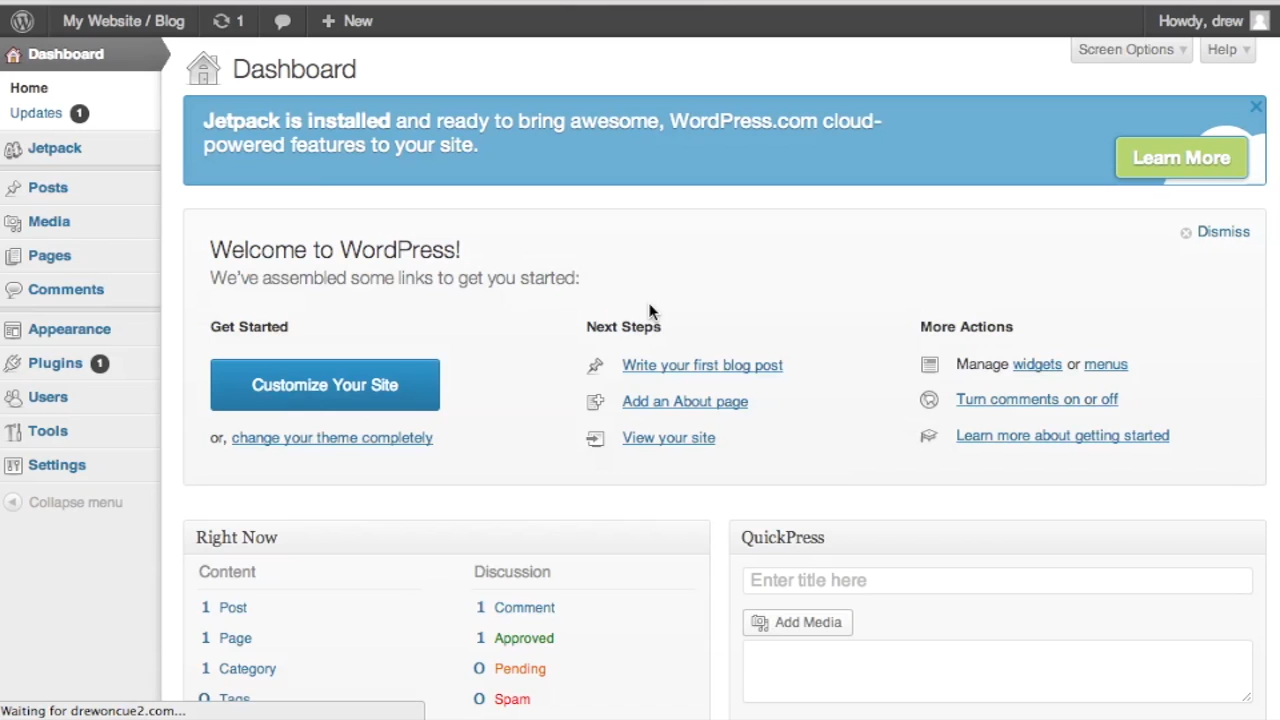 My Website / Blog
1
New
Howdy, drew
Dashboard
Home
Updates 1
Jetpack
Posts
Media
Pages
Comments
Appearance
Plugins 1
Users
Tools
Settings
Collapse menu
Screen Options
Help
Dashboard
Jetpack is installed and ready to bring awesome, WordPress.com cloud-
powered features to your site.
Learn More
Dismiss
Welcome to WordPress!
We've assembled some links to get you started:
Get Started
Customize Your Site
or, change your theme completely
Next Steps
Write your first blog post
Add an About page
View your site
More Actions
Manage widgets or menus
Turn comments on or off
Learn more about getting started
Right Now
Content
1 Post
1 Page
1 Category
0 Tags
Discussion
1 Comment
1 Approved
0 Pending
0 Spam
QuickPress
Enter title here
Add Media
Waiting for drewoncue2.com...